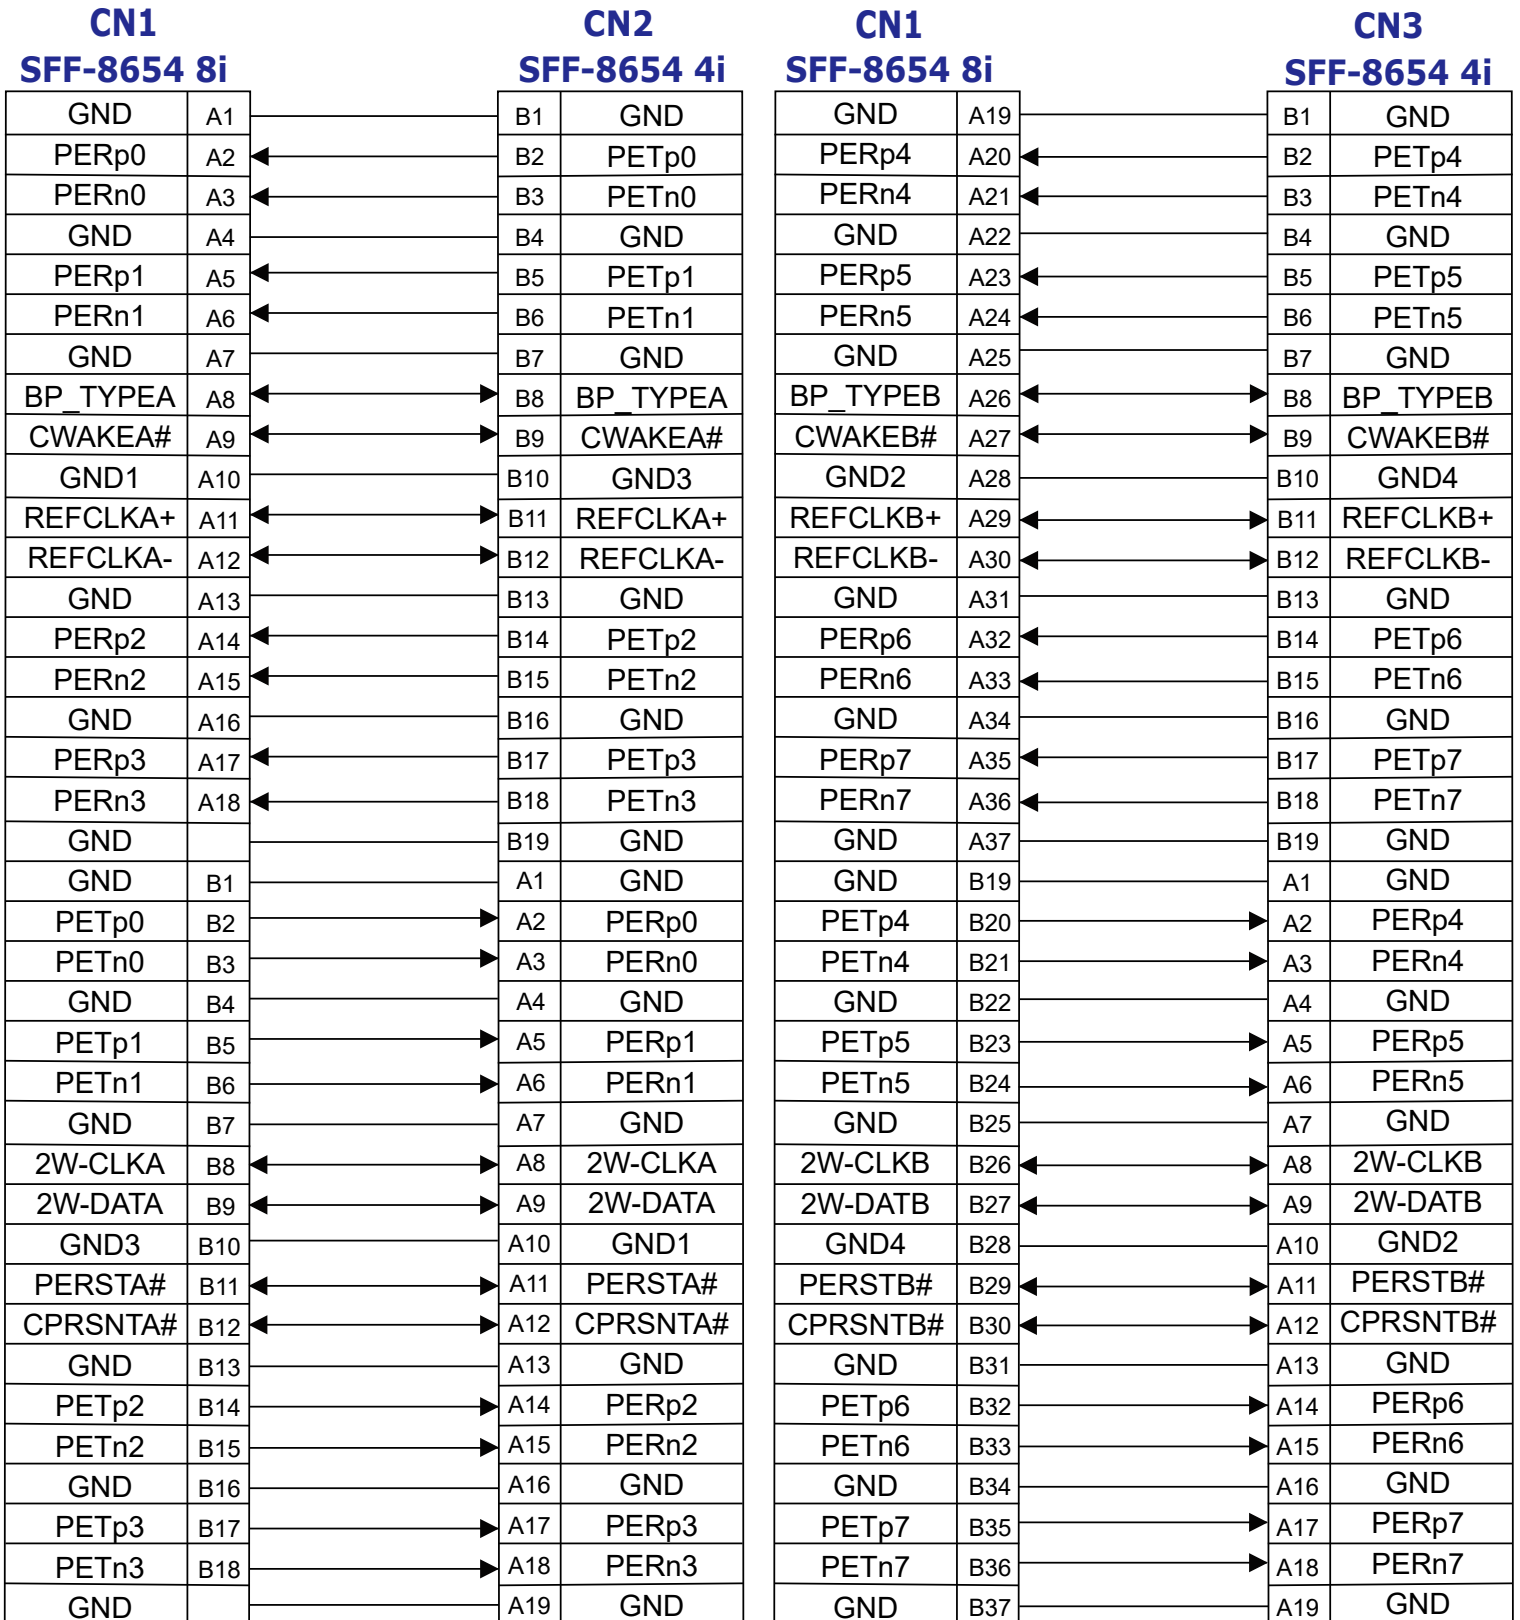 CN1 CN2 CN1 CN3
SFF-8654 8i SFF-8654 4i SFF-8654 8i SFF-8654 4i
GND A1 B1 GND GND A19 B1 GND
PERp0 A2 B2 PETp0 PERp4 A20 B2 PETp4
PERn0 A3 B3 PETn0 PERn4 A21 B3 PETn4
GND A4 B4 GND GND A22 B4 GND
PERp1 A5 B5 PETp1 PERp5 A23 B5 PETp5
PERn1 A6 B6 PETn1 PERn5 A24 B6 PETn5
GND A7 B7 GND GND A25 B7 GND
BP_TYPEA A8 B8 BP_TYPEA BP_TYPEB A26 B8 BP_TYPEB
CWAKEA# A9 B9 CWAKEA# CWAKEB# A27 B9 CWAKEB#
GND1 A10 B10 GND3 GND2 A28 B10 GND4
REFCLKA+ A11 B11 REFCLKA+ REFCLKB+ A29 B11 REFCLKB+
REFCLKA- A12 B12 REFCLKA- REFCLKB- A30 B12 REFCLKB-
GND A13 B13 GND GND A31 B13 GND
PERp2 A14 B14 PETp2 PERp6 A32 B14 PETp6
PERn2 A15 B15 PETn2 PERn6 A33 B15 PETn6
GND A16 B16 GND GND A34 B16 GND
PERp3 A17 B17 PETp3 PERp7 A35 B17 PETp7
PERn3 A18 B18 PETn3 PERn7 A36 B18 PETn7
GND B19 GND GND A37 B19 GND
GND B1 A1 GND GND B19 A1 GND
PETp0 B2 A2 PERp0 PETp4 B20 A2 PERp4
PETn0 B3 A3 PERn0 PETn4 B21 A3 PERn4
GND B4 A4 GND GND B22 A4 GND
PETp1 B5 A5 PERp1 PETp5 B23 A5 PERp5
PETn1 B6 A6 PERn1 PETn5 B24 A6 PERn5
GND B7 A7 GND GND B25 A7 GND
2W-CLKA B8 A8 2W-CLKA 2W-CLKB B26 A8 2W-CLKB
2W-DATA B9 A9 2W-DATA 2W-DATB B27 A9 2W-DATB
GND3 B10 A10 GND1 GND4 B28 A10 GND2
PERSTA# B11 A11 PERSTA# PERSTB# B29 A11 PERSTB#
CPRSNTA# B12 A12 CPRSNTA# CPRSNTB# B30 A12 CPRSNTB#
GND B13 A13 GND GND B31 A13 GND
PETp2 B14 A14 PERp2 PETp6 B32 A14 PERp6
PETn2 B15 A15 PERn2 PETn6 B33 A15 PERn6
GND B16 A16 GND GND B34 A16 GND
PETp3 B17 A17 PERp3 PETp7 B35 A17 PERp7
PETn3 B18 A18 PERn3 PETn7 B36 A18 PERn7
GND A19 GND GND B37 A19 GND